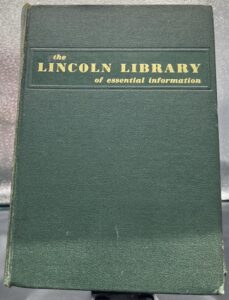 the
LINCOLN LIBRARY
of essential information